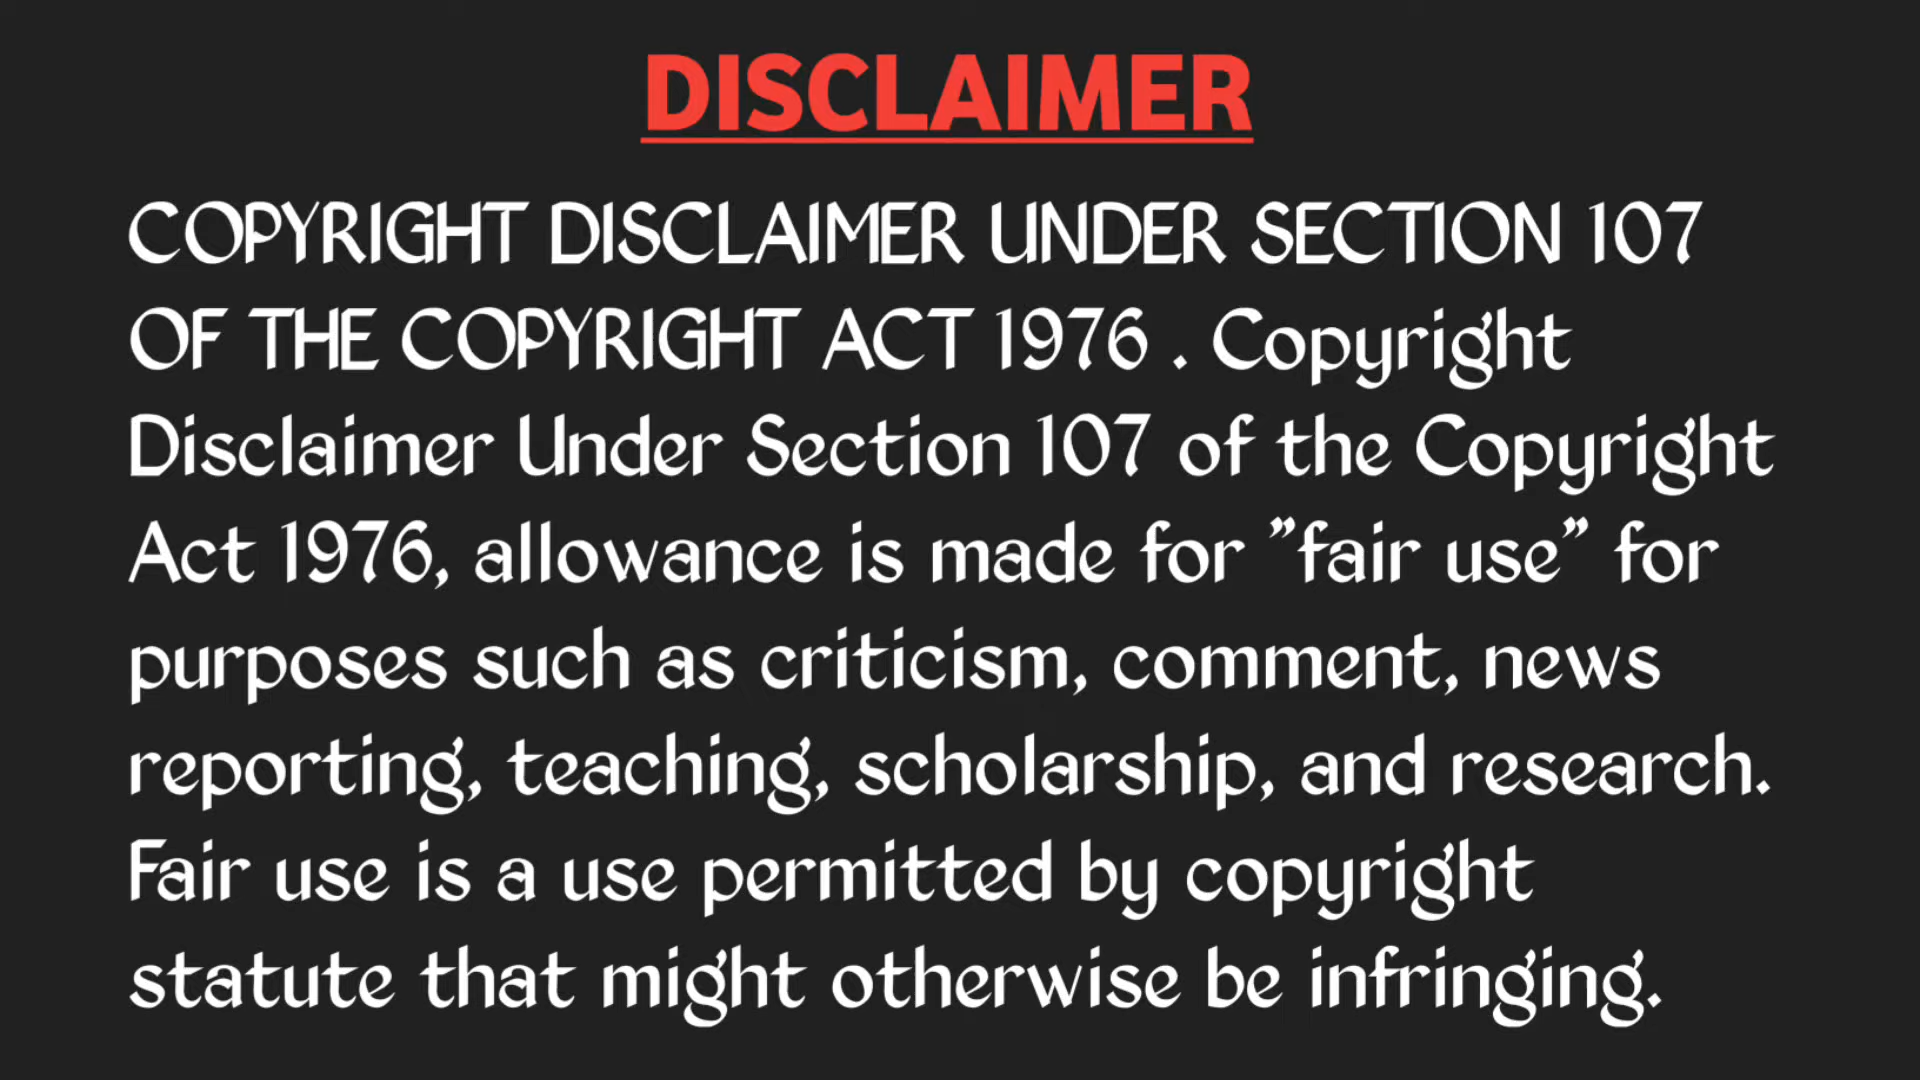 DISCLAIMER
COPYRIGHT DISCLAIMER UNDER SECTION 107
OF THE COPYRIGHT ACT 1976 . Copyright
Disclaimer Under Section 107 of the Copyright
Act 1976, allowance is made for ”fair use” for
purposes such as criticism, comment, news
reporting, teaching, scholarship, and research.
Fair use is a use permitted by copyright
statute that might otherwise be infringing.